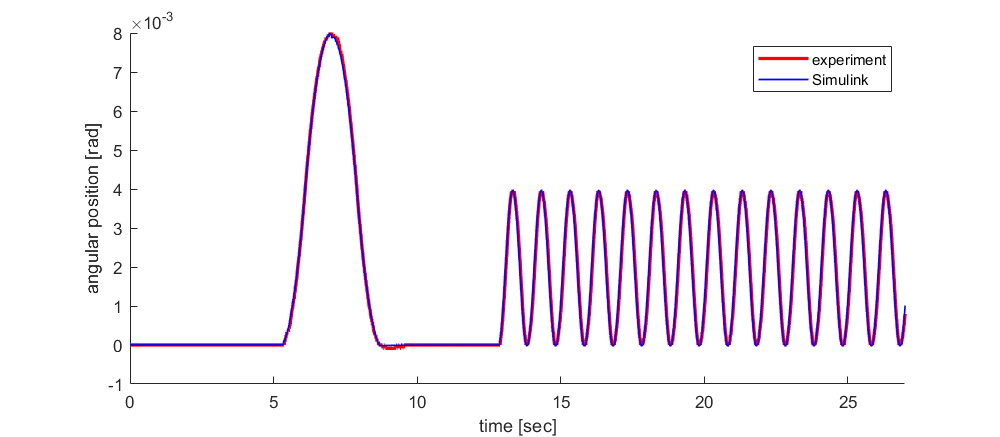 ×10⁻³
8
7
6
5
4
3
2
1
0
-1
angular position [rad]
experiment
Simulink
0 5 10 15 20 25
time [sec]